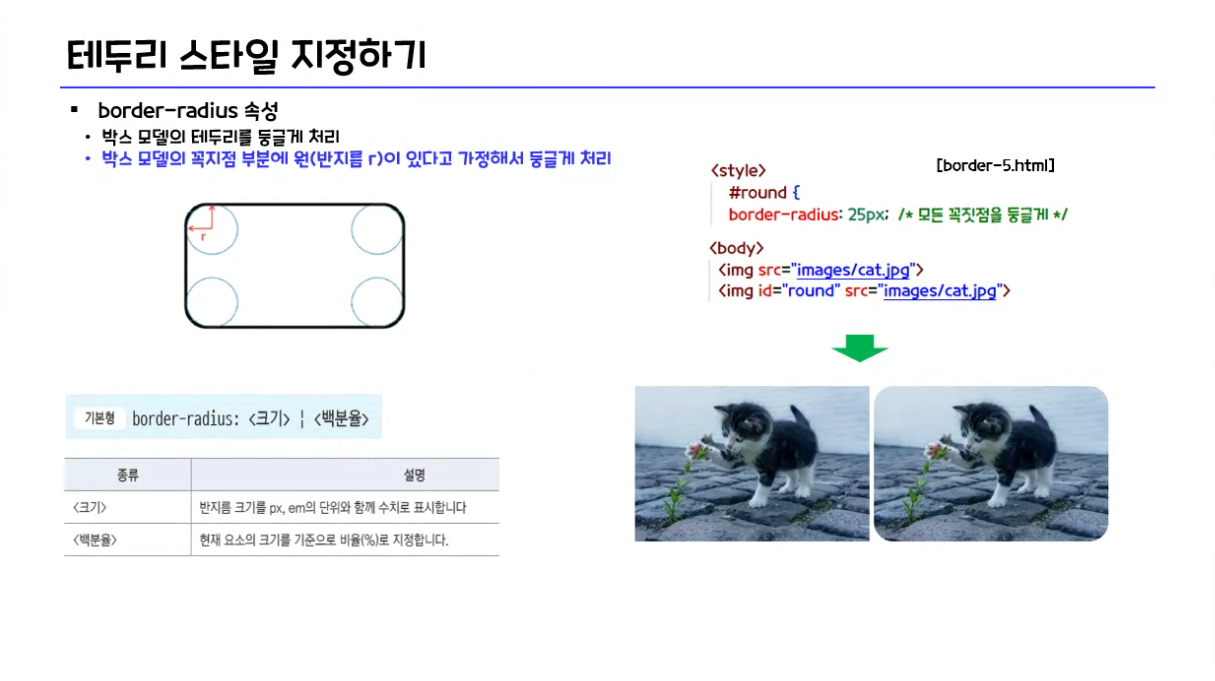 테두리 스타일 지정하기
▪ border-radius 속성
• 박스 모델의 테두리를 둥글게 처리
• 박스 모델의 꼭지점 부분에 원(반지름 r)이 있다고 가정해서 둥글게 처리
r
기본형 border-radius: <크기> ¦ <백분율>
종류 설명
<크기> 반지름 크기를 px, em의 단위와 함께 수치로 표시합니다
<백분율> 현재 요소의 크기를 기준으로 비율(%)로 지정합니다.
[border-5.html]
<style>
#round {
border-radius: 25px; /* 모든 꼭짓점을 둥글게 */
<body>
<img src="images/cat.jpg">
<img id="round" src="images/cat.jpg">